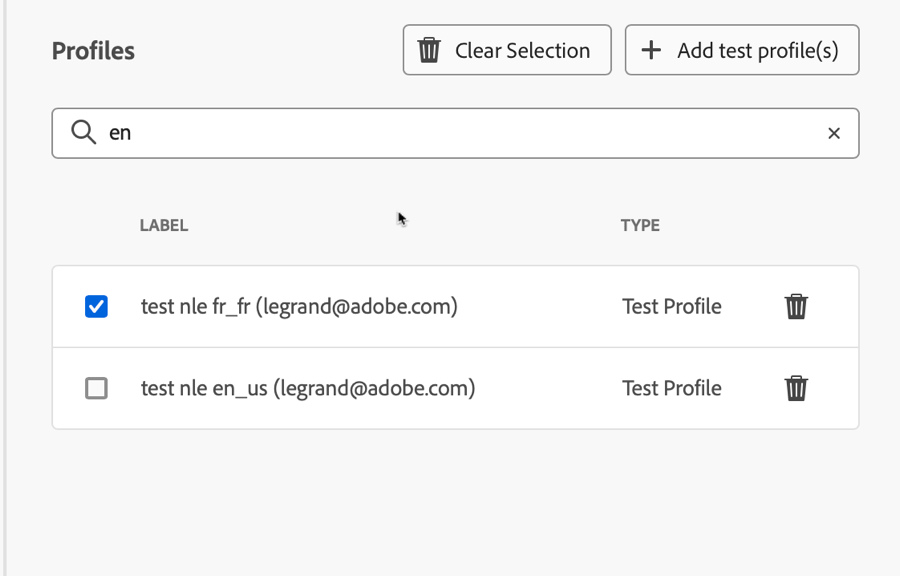 Profiles
Clear Selection
Add test profile(s)
en
LABEL
TYPE
test nle fr_fr (legrand@adobe.com)
Test Profile
test nle en_us (legrand@adobe.com)
Test Profile